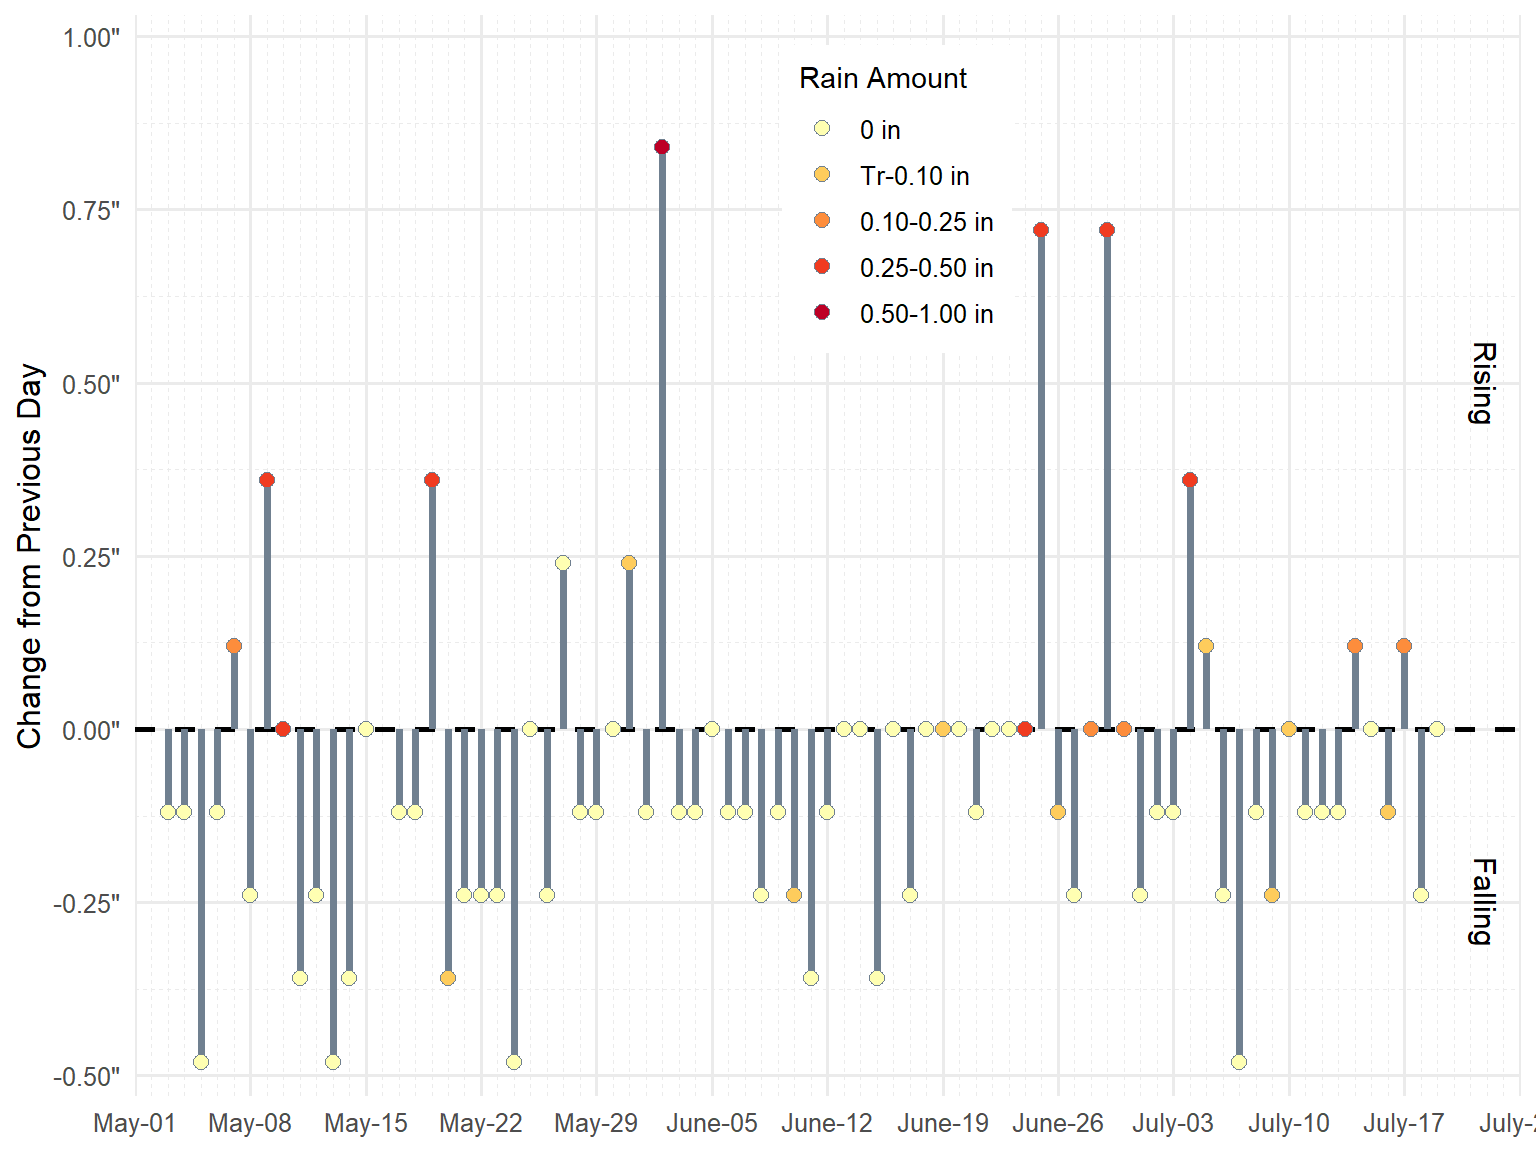 1.00"
0.75"
0.50"
0.25"
0.00"
-0.25"
-0.50"
Change from Previous Day
Rain Amount
0 in
Tr-0.10 in
0.10-0.25 in
0.25-0.50 in
0.50-1.00 in
Rising
Falling
May-01 May-08 May-15 May-22 May-29 June-05 June-12 June-19 June-26 July-03 July-10 July-17